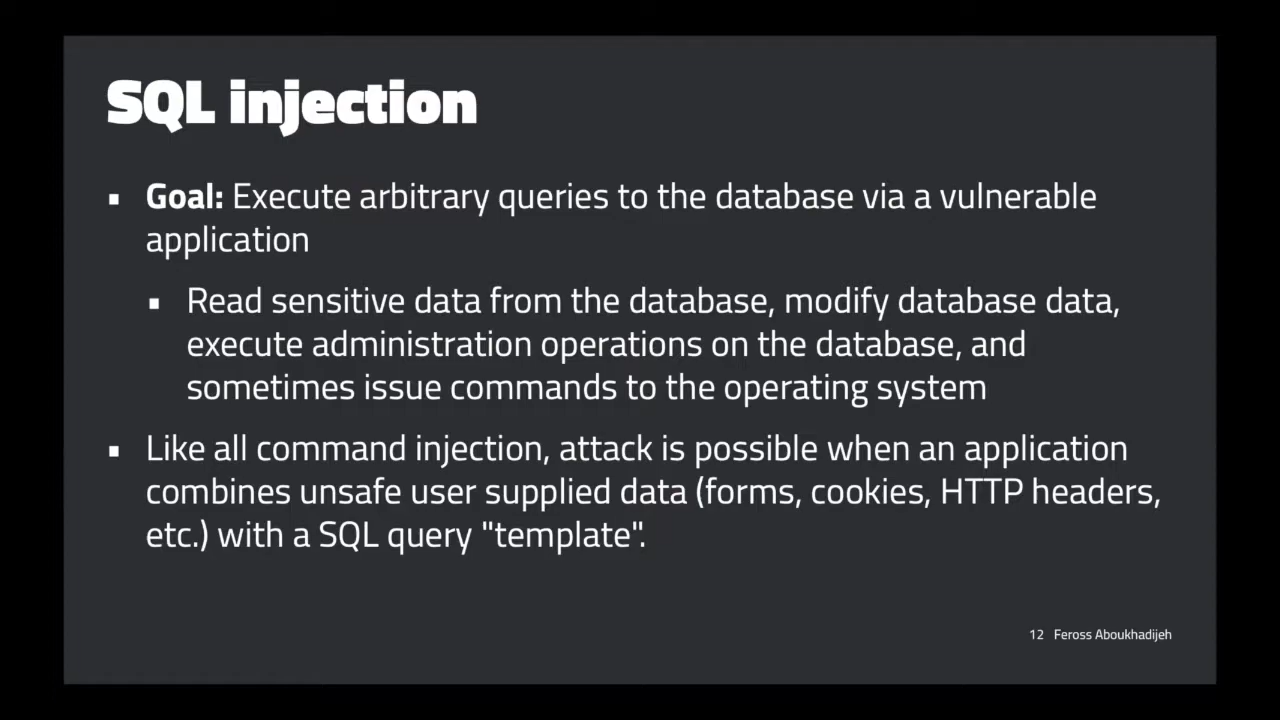 SQL injection
▪ Goal: Execute arbitrary queries to the database via a vulnerable
application
▪ Read sensitive data from the database, modify database data,
execute administration operations on the database, and
sometimes issue commands to the operating system
▪ Like all command injection, attack is possible when an application
combines unsafe user supplied data (forms, cookies, HTTP headers,
etc.) with a SQL query "template".
12 Feross Aboukhadijeh